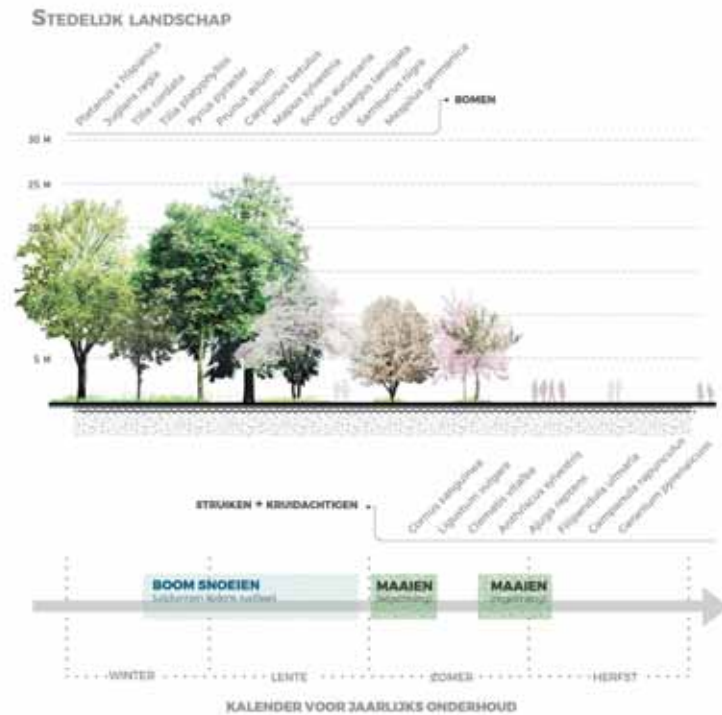 STEDELIJK LANDSCHAP
Platanus x hispanica
Juglans regia
Tilia cordata
Tilia platyphyllos
Pyrus pyraster
Prunus avium
Carpinus betulus
Malus sylvestris
Sorbus aucuparia
Crataegus laevigata
Sambucus nigra
Mespilus germanica
BOMEN
30 M
25 M
5 M
STRUIKEN + KRUIDACHTIGEN
Cornus sanguinea
Ligustrum vulgare
Clematis vitalba
Anthriscus sylvestris
Ajuga reptans
Filipendula ulmaria
Campanula rapunculus
Geranium pyrenaicum
BOOM SNOEIEN
MAAIEN
MAAIEN
WINTER
LENTE
ZOMER
HERFST
KALENDER VOOR JAARLIJKS ONDERHOUD